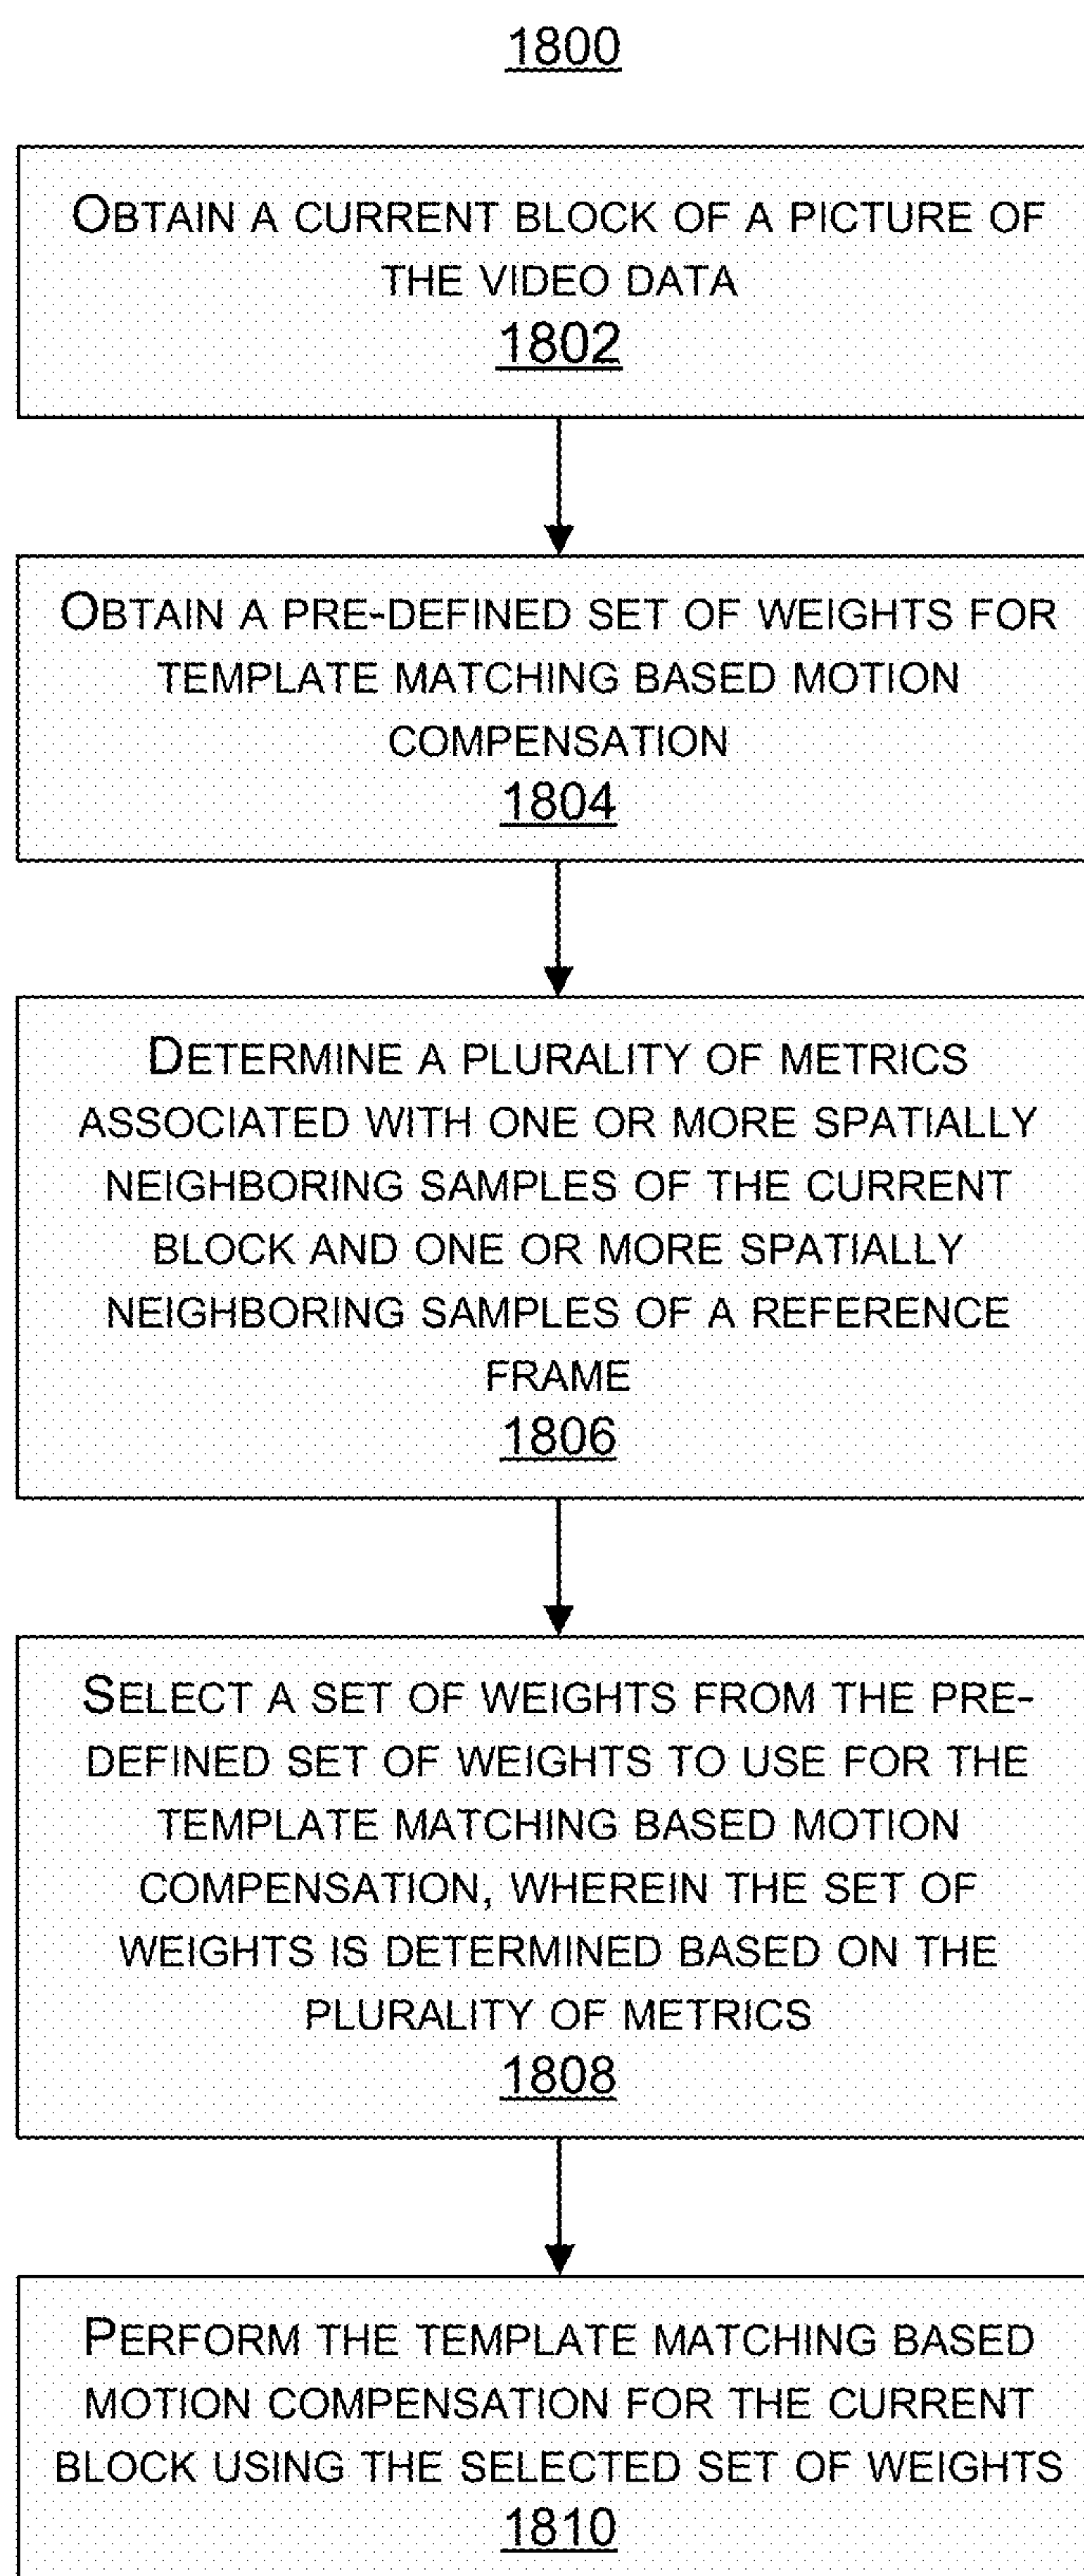 1800
OBTAIN A CURRENT BLOCK OF A PICTURE OF
THE VIDEO DATA
1802
OBTAIN A PRE-DEFINED SET OF WEIGHTS FOR
TEMPLATE MATCHING BASED MOTION
COMPENSATION
1804
DETERMINE A PLURALITY OF METRICS
ASSOCIATED WITH ONE OR MORE SPATIALLY
NEIGHBORING SAMPLES OF THE CURRENT
BLOCK AND ONE OR MORE SPATIALLY
NEIGHBORING SAMPLES OF A REFERENCE
FRAME
1806
SELECT A SET OF WEIGHTS FROM THE PRE-
DEFINED SET OF WEIGHTS TO USE FOR THE
TEMPLATE MATCHING BASED MOTION
COMPENSATION, WHEREIN THE SET OF
WEIGHTS IS DETERMINED BASED ON THE
PLURALITY OF METRICS
1808
PERFORM THE TEMPLATE MATCHING BASED
MOTION COMPENSATION FOR THE CURRENT
BLOCK USING THE SELECTED SET OF WEIGHTS
1810